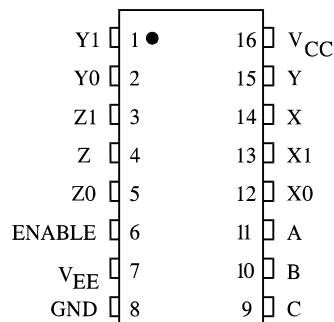 Y1 1 16 VCC
Y0 2 15 Y
Z1 3 14 X
Z 4 13 X1
Z0 5 12 X0
ENABLE 6 11 A
VEE 7 10 B
GND 8 9 C